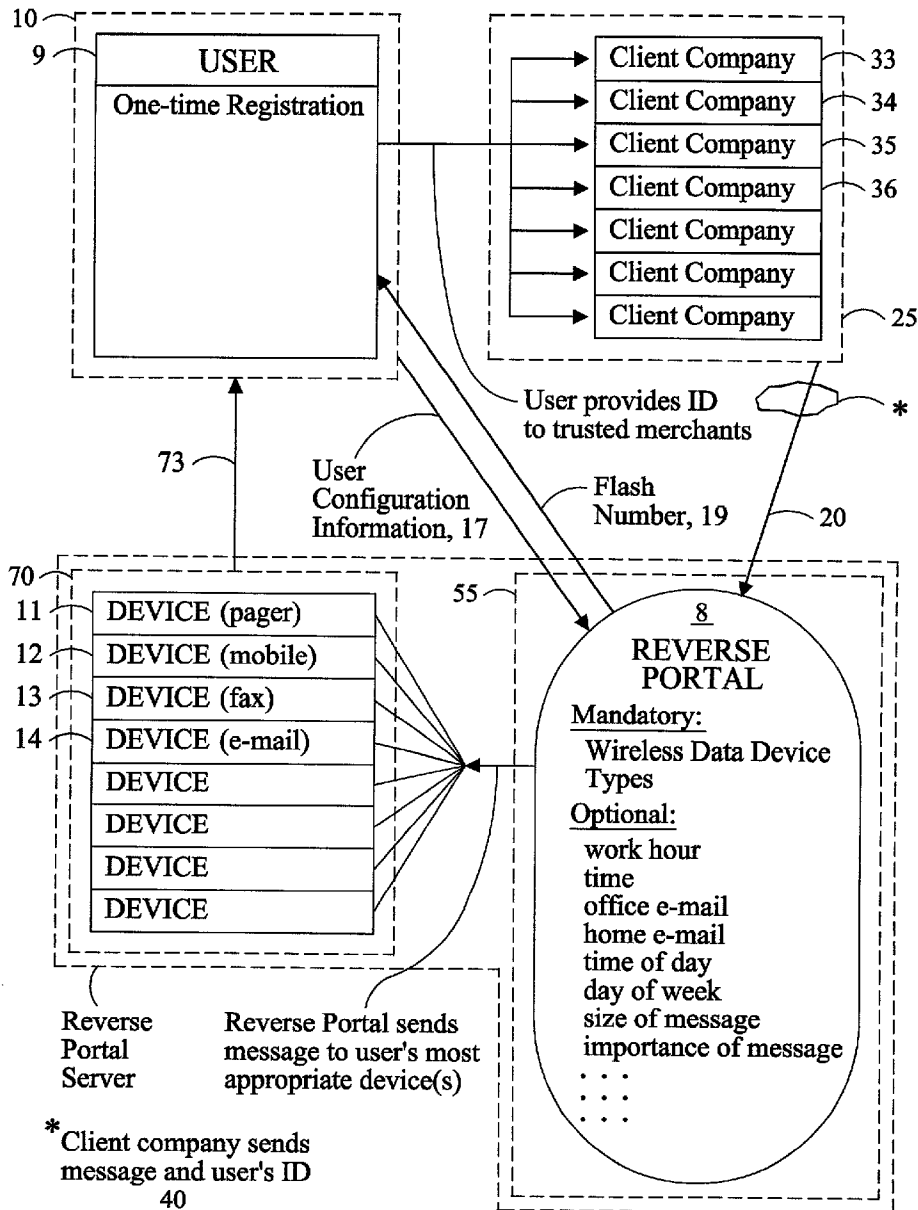 10
9
USER
One-time Registration
Client Company
33
Client Company
34
Client Company
35
Client Company
36
Client Company
Client Company
Client Company
25
User provides ID
to trusted merchants
*
73
User
Configuration
Information, 17
Flash
Number, 19
20
70
11
DEVICE (pager)
12
DEVICE (mobile)
13
DEVICE (fax)
14
DEVICE (e-mail)
DEVICE
DEVICE
DEVICE
DEVICE
55
8
REVERSE
PORTAL
Mandatory:
Wireless Data Device
Types
Optional:
work hour
time
office e-mail
home e-mail
time of day
day of week
size of message
importance of message
. . .
. . .
. . .
Reverse
Portal
Server
Reverse Portal sends
message to user's most
appropriate device(s)
*Client company sends
message and user's ID
40